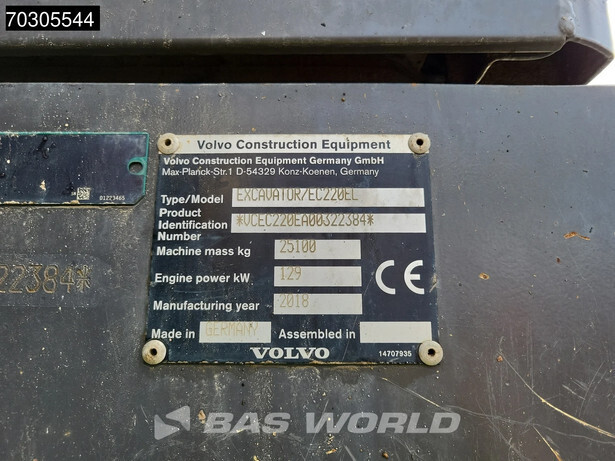 70305544
Volvo Construction Equipment
Volvo Construction Equipment Germany GmbH
Max-Planck-Str.1 D-54329 Konz-Koenen, Germany
Type/Model EXCAVATOR/EC220EL
Product
Identification *VCEC220EA00322384*
Number
Machine mass kg 25100
Engine power kW 129
CE
Manufacturing year 2018
Made in GERMANY Assembled in
VOLVO
14707935
01223465
22384*
BAS WORLD